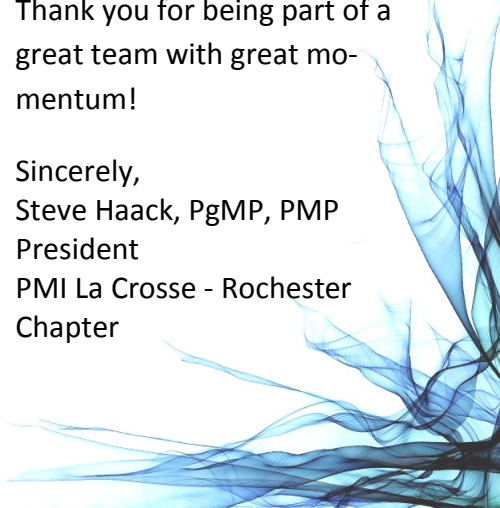 Thank you for being part of a
great team with great mo-
mentum!
Sincerely,
Steve Haack, PgMP, PMP
President
PMI La Crosse - Rochester
Chapter